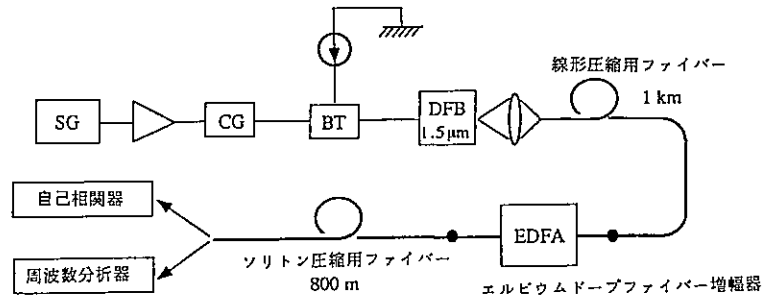 SG
CG
BT
DFB
1.5μm
線形圧縮用ファイバー
1 km
自己相関器
周波数分析器
ソリトン圧縮用ファイバー
800 m
EDFA
エルビウムドープファイバー増幅器